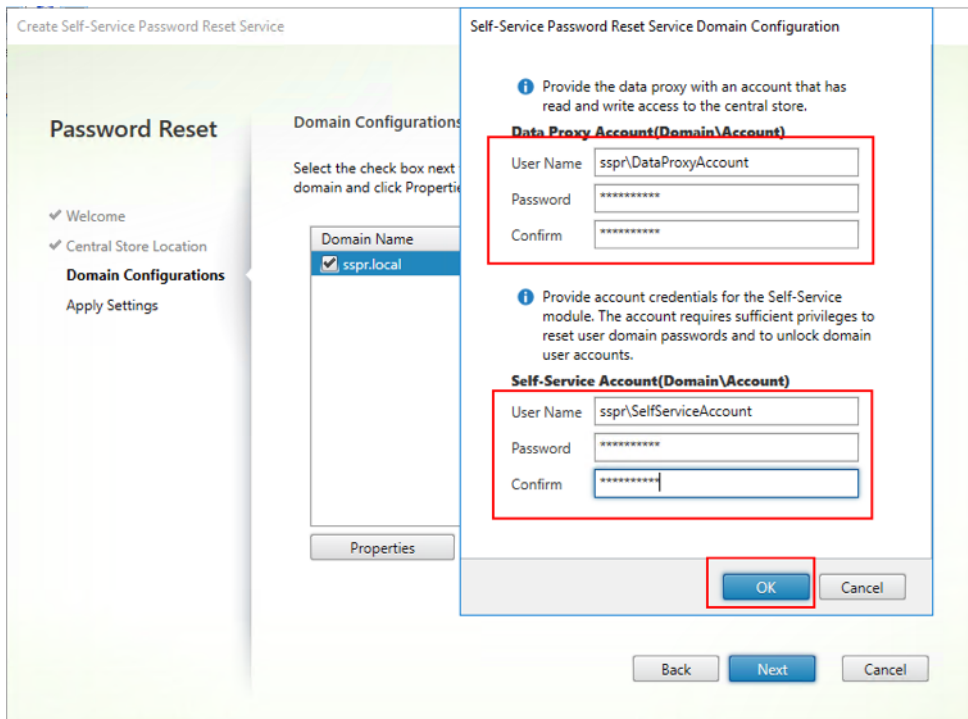 Create Self-Service Password Reset Service
Password Reset
Welcome
Central Store Location
Domain Configurations
Apply Settings
Domain Configurations
Select the check box next
domain and click Propertie
Domain Name
sspr.local
Properties
Self-Service Password Reset Service Domain Configuration
Provide the data proxy with an account that has
read and write access to the central store.
Data Proxy Account(Domain\Account)
User Name sspr\DataProxyAccount
Password **********
Confirm **********
Provide account credentials for the Self-Service
module. The account requires sufficient privileges to
reset user domain passwords and to unlock domain
user accounts.
Self-Service Account(Domain\Account)
User Name sspr\SelfServiceAccount
Password **********
Confirm **********
OK Cancel
Back Next Cancel